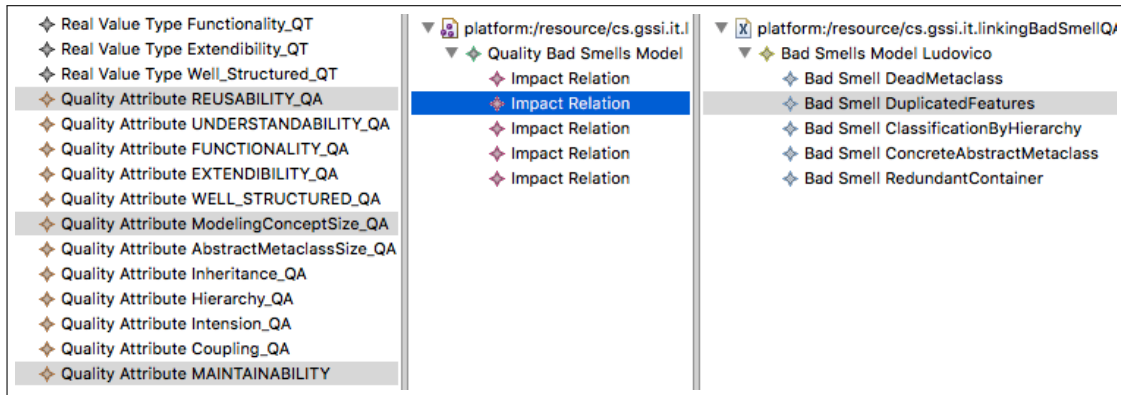 Real Value Type Functionality_QT
Real Value Type Extendibility_QT
Real Value Type Well_Structured_QT
Quality Attribute REUSABILITY_QA
Quality Attribute UNDERSTANDABILITY_QA
Quality Attribute FUNCTIONALITY_QA
Quality Attribute EXTENDIBILITY_QA
Quality Attribute WELL_STRUCTURED_QA
Quality Attribute ModelingConceptSize_QA
Quality Attribute AbstractMetaclassSize_QA
Quality Attribute Inheritance_QA
Quality Attribute Hierarchy_QA
Quality Attribute Intension_QA
Quality Attribute Coupling_QA
Quality Attribute MAINTAINABILITY
platform:/resource/cs.gssi.it.l
Quality Bad Smells Model
Impact Relation
Impact Relation
Impact Relation
Impact Relation
Impact Relation
platform:/resource/cs.gssi.it.linkingBadSmellQA
Bad Smells Model Ludovico
Bad Smell DeadMetaclass
Bad Smell DuplicatedFeatures
Bad Smell ClassificationByHierarchy
Bad Smell ConcreteAbstractMetaclass
Bad Smell RedundantContainer